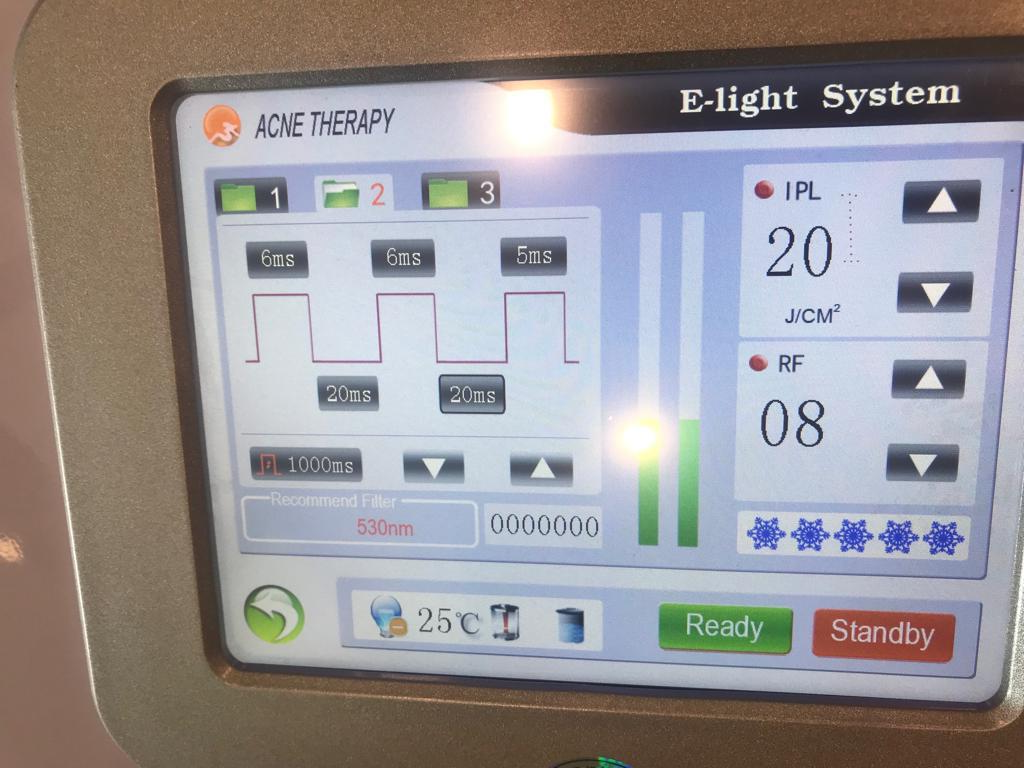 E-light System
ACNE THERAPY
1 2 3
6ms 6ms 5ms
20ms 20ms
1000ms
Recommend Filter
530nm
0000000
IPL
20
J/CM²
RF
08
25℃
Ready
Standby